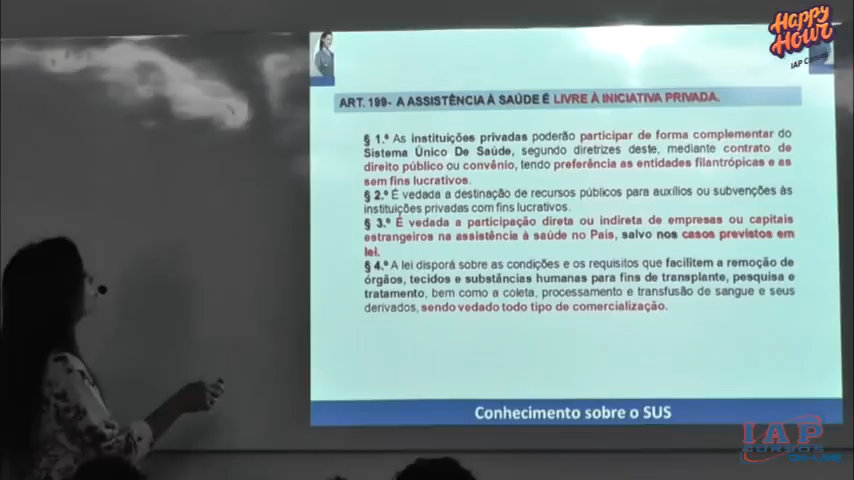 Happy
Hour
IAP Cursos
ART. 199- A ASSISTÊNCIA À SAÚDE É LIVRE À INICIATIVA PRIVADA.
§ 1.º As instituições privadas poderão participar de forma complementar do
Sistema Único De Saúde, segundo diretrizes deste, mediante contrato de
direito público ou convênio, tendo preferência as entidades filantrópicas e as
sem fins lucrativos.
§ 2.º É vedada a destinação de recursos públicos para auxílios ou subvenções às
instituições privadas com fins lucrativos.
§ 3.º É vedada a participação direta ou indireta de empresas ou capitais
estrangeiros na assistência à saúde no País, salvo nos casos previstos em
lei.
§ 4.º A lei disporá sobre as condições e os requisitos que facilitem a remoção de
órgãos, tecidos e substâncias humanas para fins de transplante, pesquisa e
tratamento, bem como a coleta, processamento e transfusão de sangue e seus
derivados, sendo vedado todo tipo de comercialização.
Conhecimento sobre o SUS
IAP
CURSOS
ONLINE